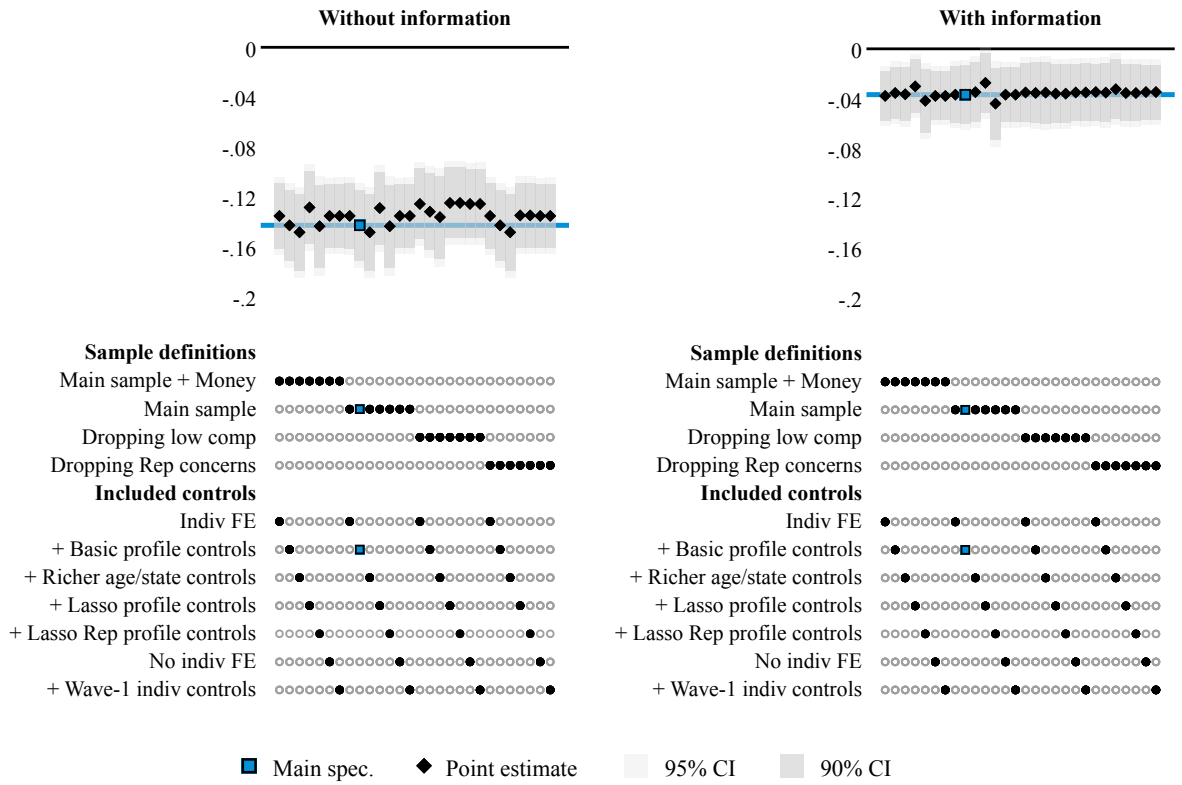 Without information
0
-.04
-.08
-.12
-.16
-.2
Sample definitions
Main sample + Money
Main sample
Dropping low comp
Dropping Rep concerns
Included controls
Indiv FE
+ Basic profile controls
+ Richer age/state controls
+ Lasso profile controls
+ Lasso Rep profile controls
No indiv FE
+ Wave-1 indiv controls
With information
0
-.04
-.08
-.12
-.16
-.2
Sample definitions
Main sample + Money
Main sample
Dropping low comp
Dropping Rep concerns
Included controls
Indiv FE
+ Basic profile controls
+ Richer age/state controls
+ Lasso profile controls
+ Lasso Rep profile controls
No indiv FE
+ Wave-1 indiv controls
Main spec. Point estimate 95% CI 90% CI